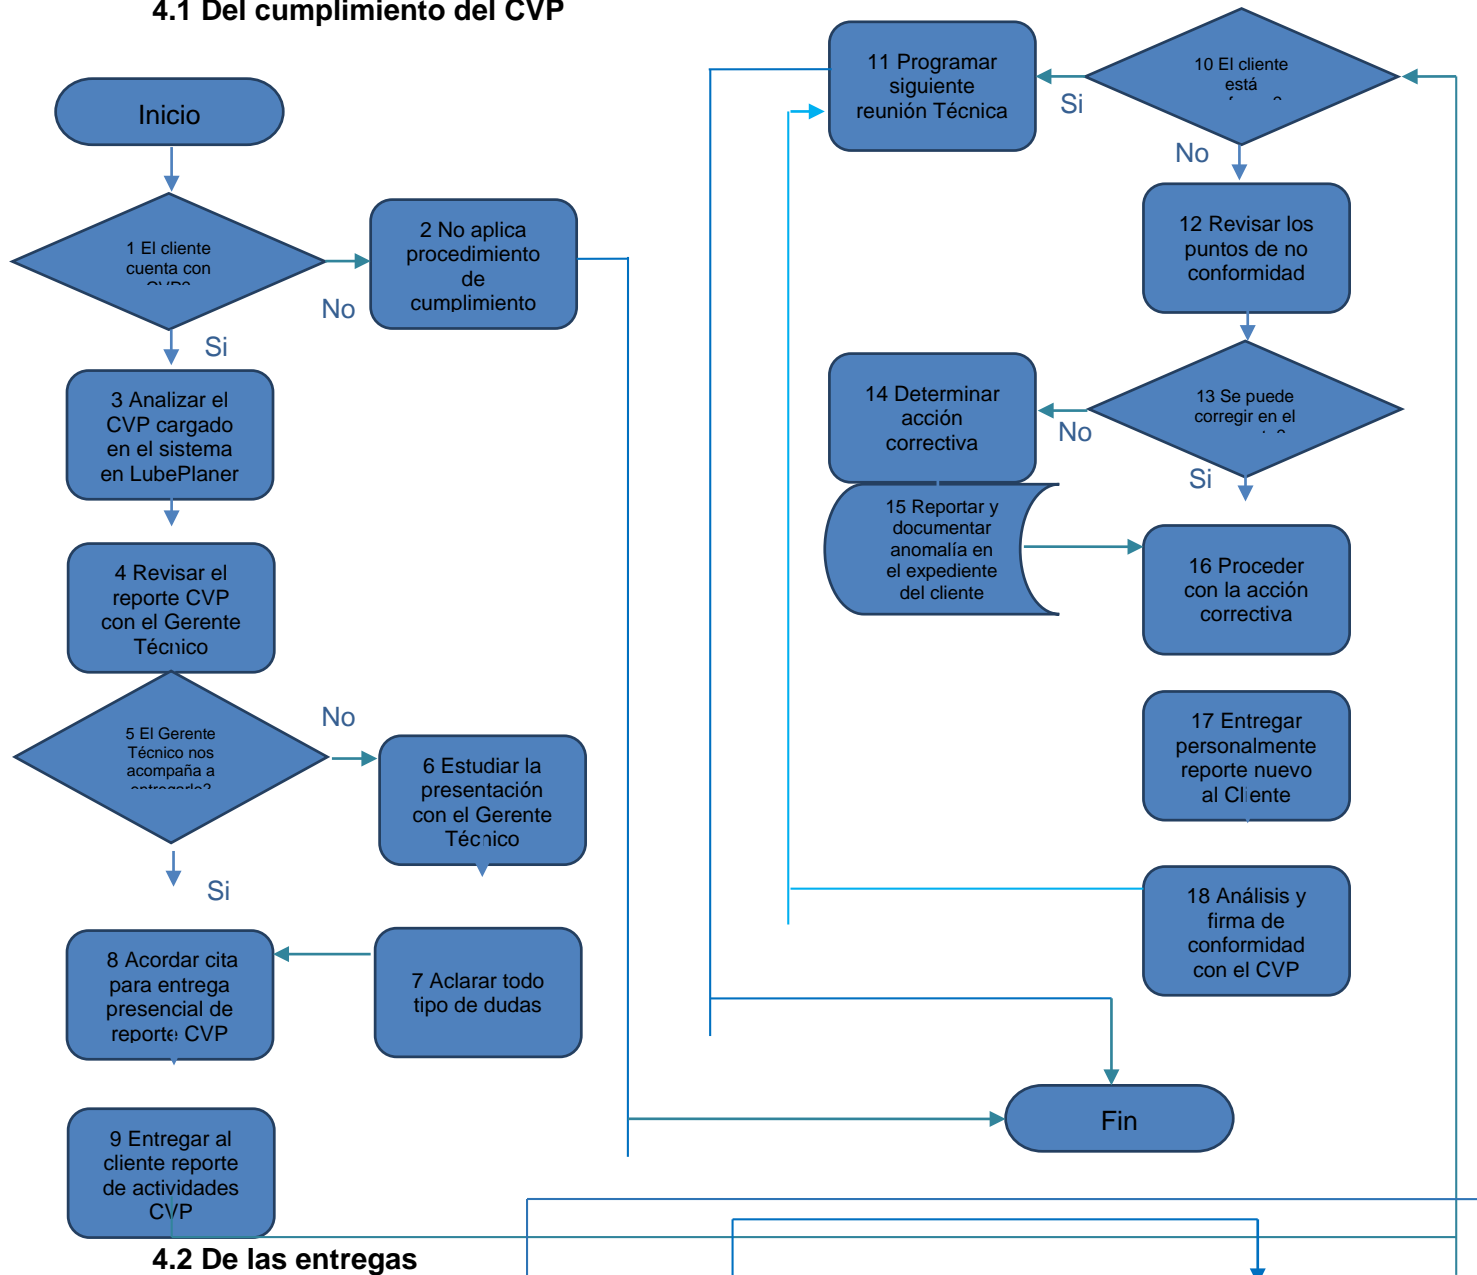 4.1 Del cumplimiento del CVP
Inicio
1 El cliente
cuenta con
No
2 No aplica
procedimiento
de
cumplimiento
Si
3 Analizar el
CVP cargado
en el sistema
en LubePlaner
4 Revisar el
reporte CVP
con el Gerente
Técnico
5 El Gerente
Técnico nos
acompaña a
No
6 Estudiar la
presentación
con el Gerente
Técnico
Si
7 Aclarar todo
tipo de dudas
8 Acordar cita
para entrega
presencial de
reporte CVP
9 Entregar al
cliente reporte
de actividades
CVP
10 El cliente
está
Si
11 Programar
siguiente
reunión Técnica
No
12 Revisar los
puntos de no
conformidad
13 Se puede
corregir en el
No
14 Determinar
acción
correctiva
Si
15 Reportar y
documentar
anomalía en
el expediente
del cliente
16 Proceder
con la acción
correctiva
17 Entregar
personalmente
reporte nuevo
al Cliente
18 Análisis y
firma de
conformidad
con el CVP
Fin
4.2 De las entregas